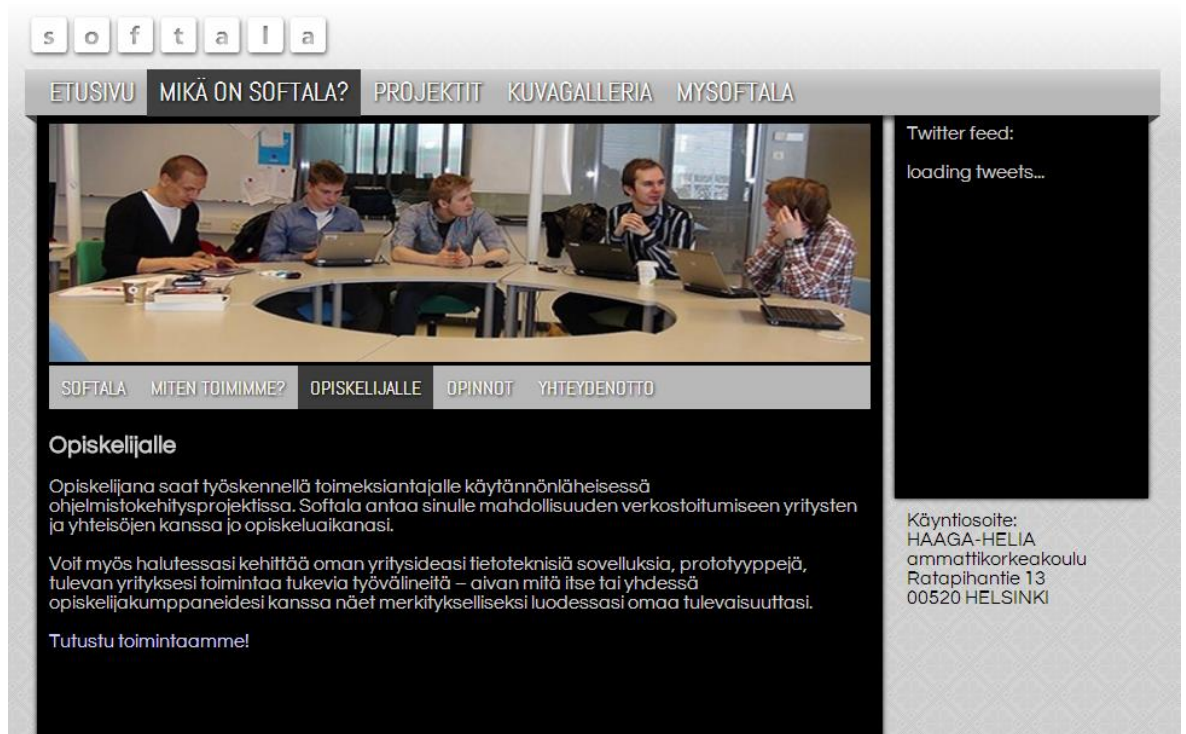 softala
ETUSIVU MIKÄ ON SOFTALA? PROJEKTIT KUVAGALLERIA MYSOFTALA
SOFTALA MITEN TOIMIMME? OPISKELIJALLE OPINNOT YHTEYDENOTTO
Opiskelijalle
Opiskelijana saat työskennellä toimeksiantajalle käytännönläheisessä
ohjelmistokehitysprojektissa. Softala antaa sinulle mahdollisuuden verkostoitumiseen yritysten
ja yhteisöjen kanssa jo opiskeluaikanasi.
Voit myös halutessasi kehittää oman yritysideasi tietoteknisiä sovelluksia, prototyyppejä,
tulevan yrityksesi toimintaa tukevia työvälineitä – aivan mitä itse tai yhdessä
opiskelijakumppaneidesi kanssa näet merkitykselliseksi luodessasi omaa tulevaisuuttasi.
Tutustu toimintaamme!
Twitter feed:
loading tweets...
Käyntiosoite:
HAAGA-HELIA
ammattikorkeakoulu
Ratapihantie 13
00520 HELSINKI